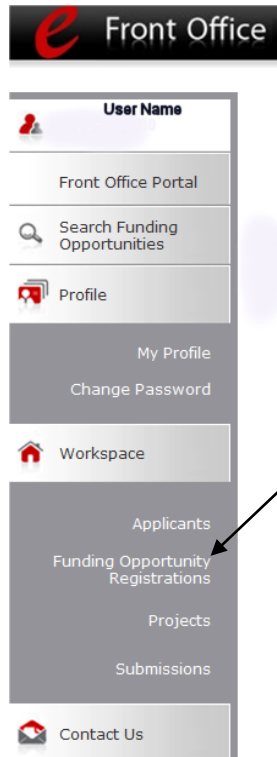 e Front Office
User Name
Front Office Portal
Search Funding
Opportunities
Profile
My Profile
Change Password
Workspace
Applicants
Funding Opportunity
Registrations
Projects
Submissions
Contact Us